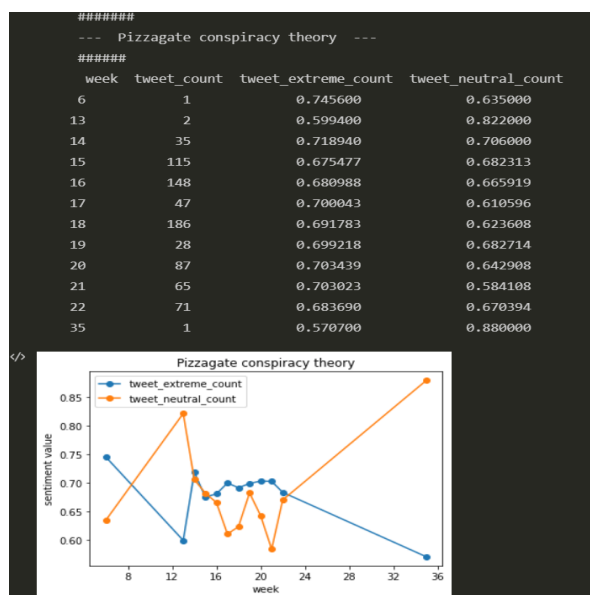 #######
--- Pizzagate conspiracy theory ---
######
week tweet_count tweet_extreme_count tweet_neutral_count
6 1 0.745600 0.635000
13 2 0.599400 0.822000
14 35 0.718940 0.706000
15 115 0.675477 0.682313
16 148 0.680988 0.665919
17 47 0.700043 0.610596
18 186 0.691783 0.623608
19 28 0.699218 0.682714
20 87 0.703439 0.642908
21 65 0.703023 0.584108
22 71 0.683690 0.670394
35 1 0.570700 0.880000
</>
Pizzagate conspiracy theory
tweet_extreme_count
tweet_neutral_count
sentiment value
0.85
0.80
0.75
0.70
0.65
0.60
8 12 16 20 24 28 32 36
week